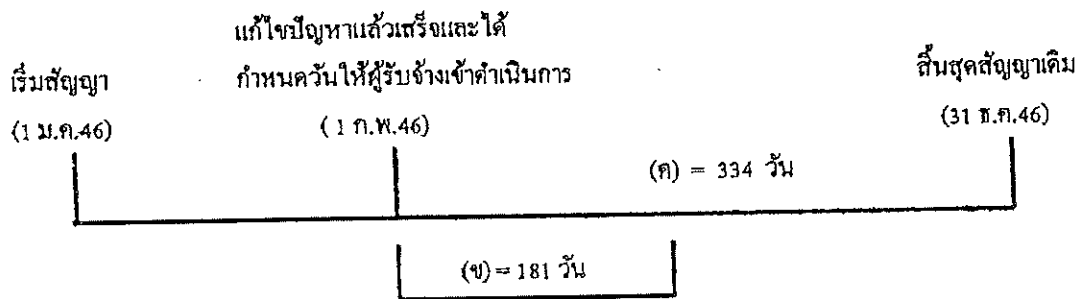 แก้ไขปัญหาแล้วเสร็จและได้
เริ่มสัญญา กำหนดวันให้ผู้รับจ้างเข้าดำเนินการ สิ้นสุดสัญญาเดิม
(1 ม.ค.46) (1 ก.พ.46) (31 ธ.ค.46)
(ค) = 334 วัน
(ข) = 181 วัน